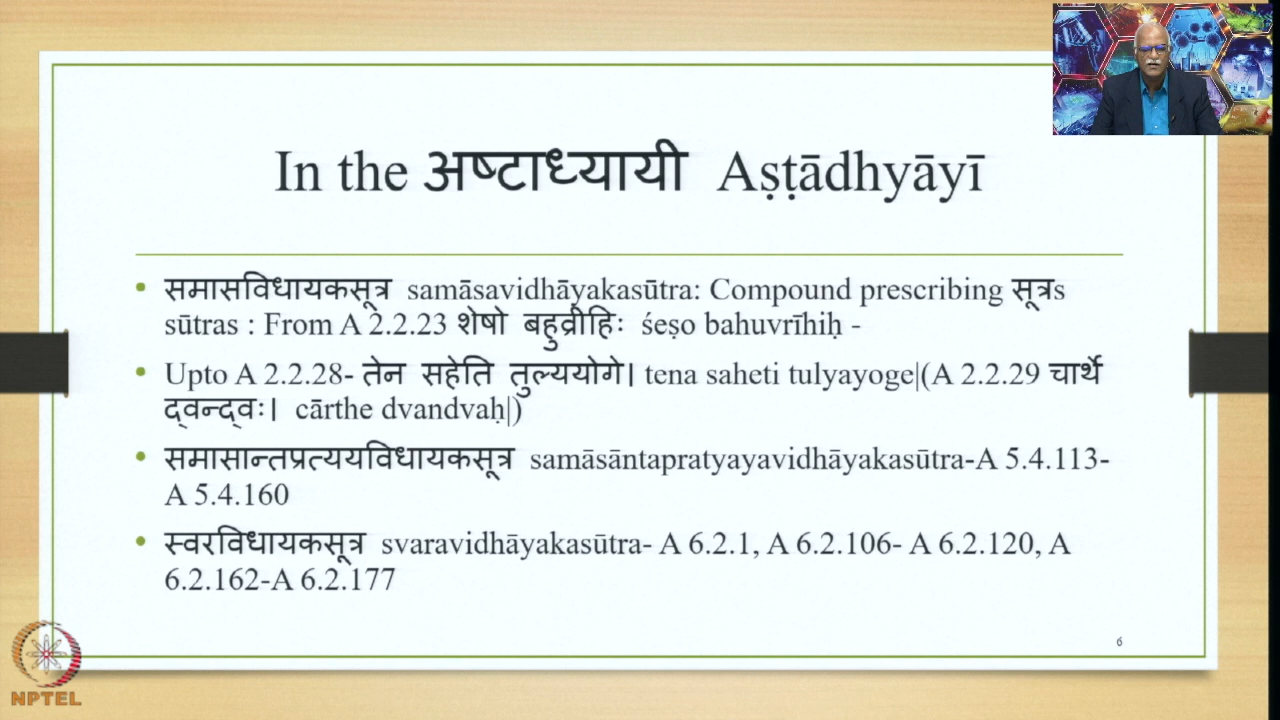 In the अष्टाध्यायी Aṣṭādhyāyī
• समासविधायकसूत्र samāsavidhāyakasūtra: Compound prescribing सूत्रs
sūtras : From A 2.2.23 शेषो बहुव्रीहिः śeṣo bahuvrīhiḥ -
• Upto A 2.2.28- तेन सहेति तुल्ययोगे। tena saheti tulyayoge|(A 2.2.29 चार्थे
द्वन्द्वः। cārthe dvandvaḥ|)
• समासान्तप्रत्ययविधायकसूत्र samāsāntapratyayavidhāyakasūtra-A 5.4.113-
A 5.4.160
• स्वरविधायकसूत्र svaravidhāyakasūtra- A 6.2.1, A 6.2.106- A 6.2.120, A
6.2.162-A 6.2.177
६
NPTEL